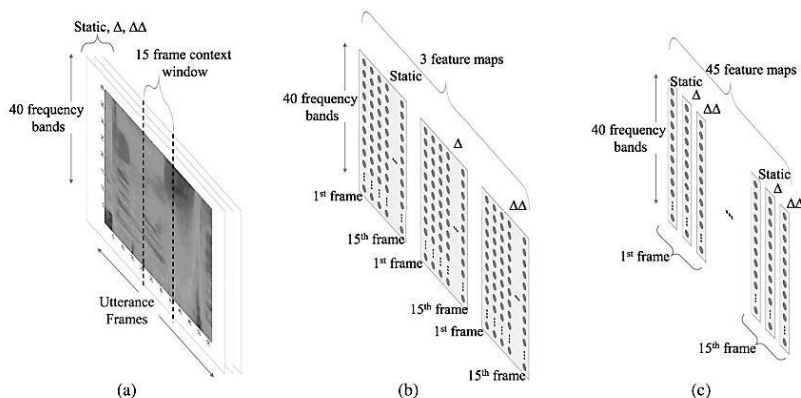 Static, Δ, ΔΔ
15 frame context
window
40 frequency
bands
Utterance
Frames
(a)
3 feature maps
Static
40 frequency
bands
Δ
ΔΔ
1st frame
15th frame
1st frame
15th frame
1st frame
15th frame
(b)
45 feature maps
Static
Δ
ΔΔ
40 frequency
bands
Static
Δ
ΔΔ
1st frame
15th frame
(c)